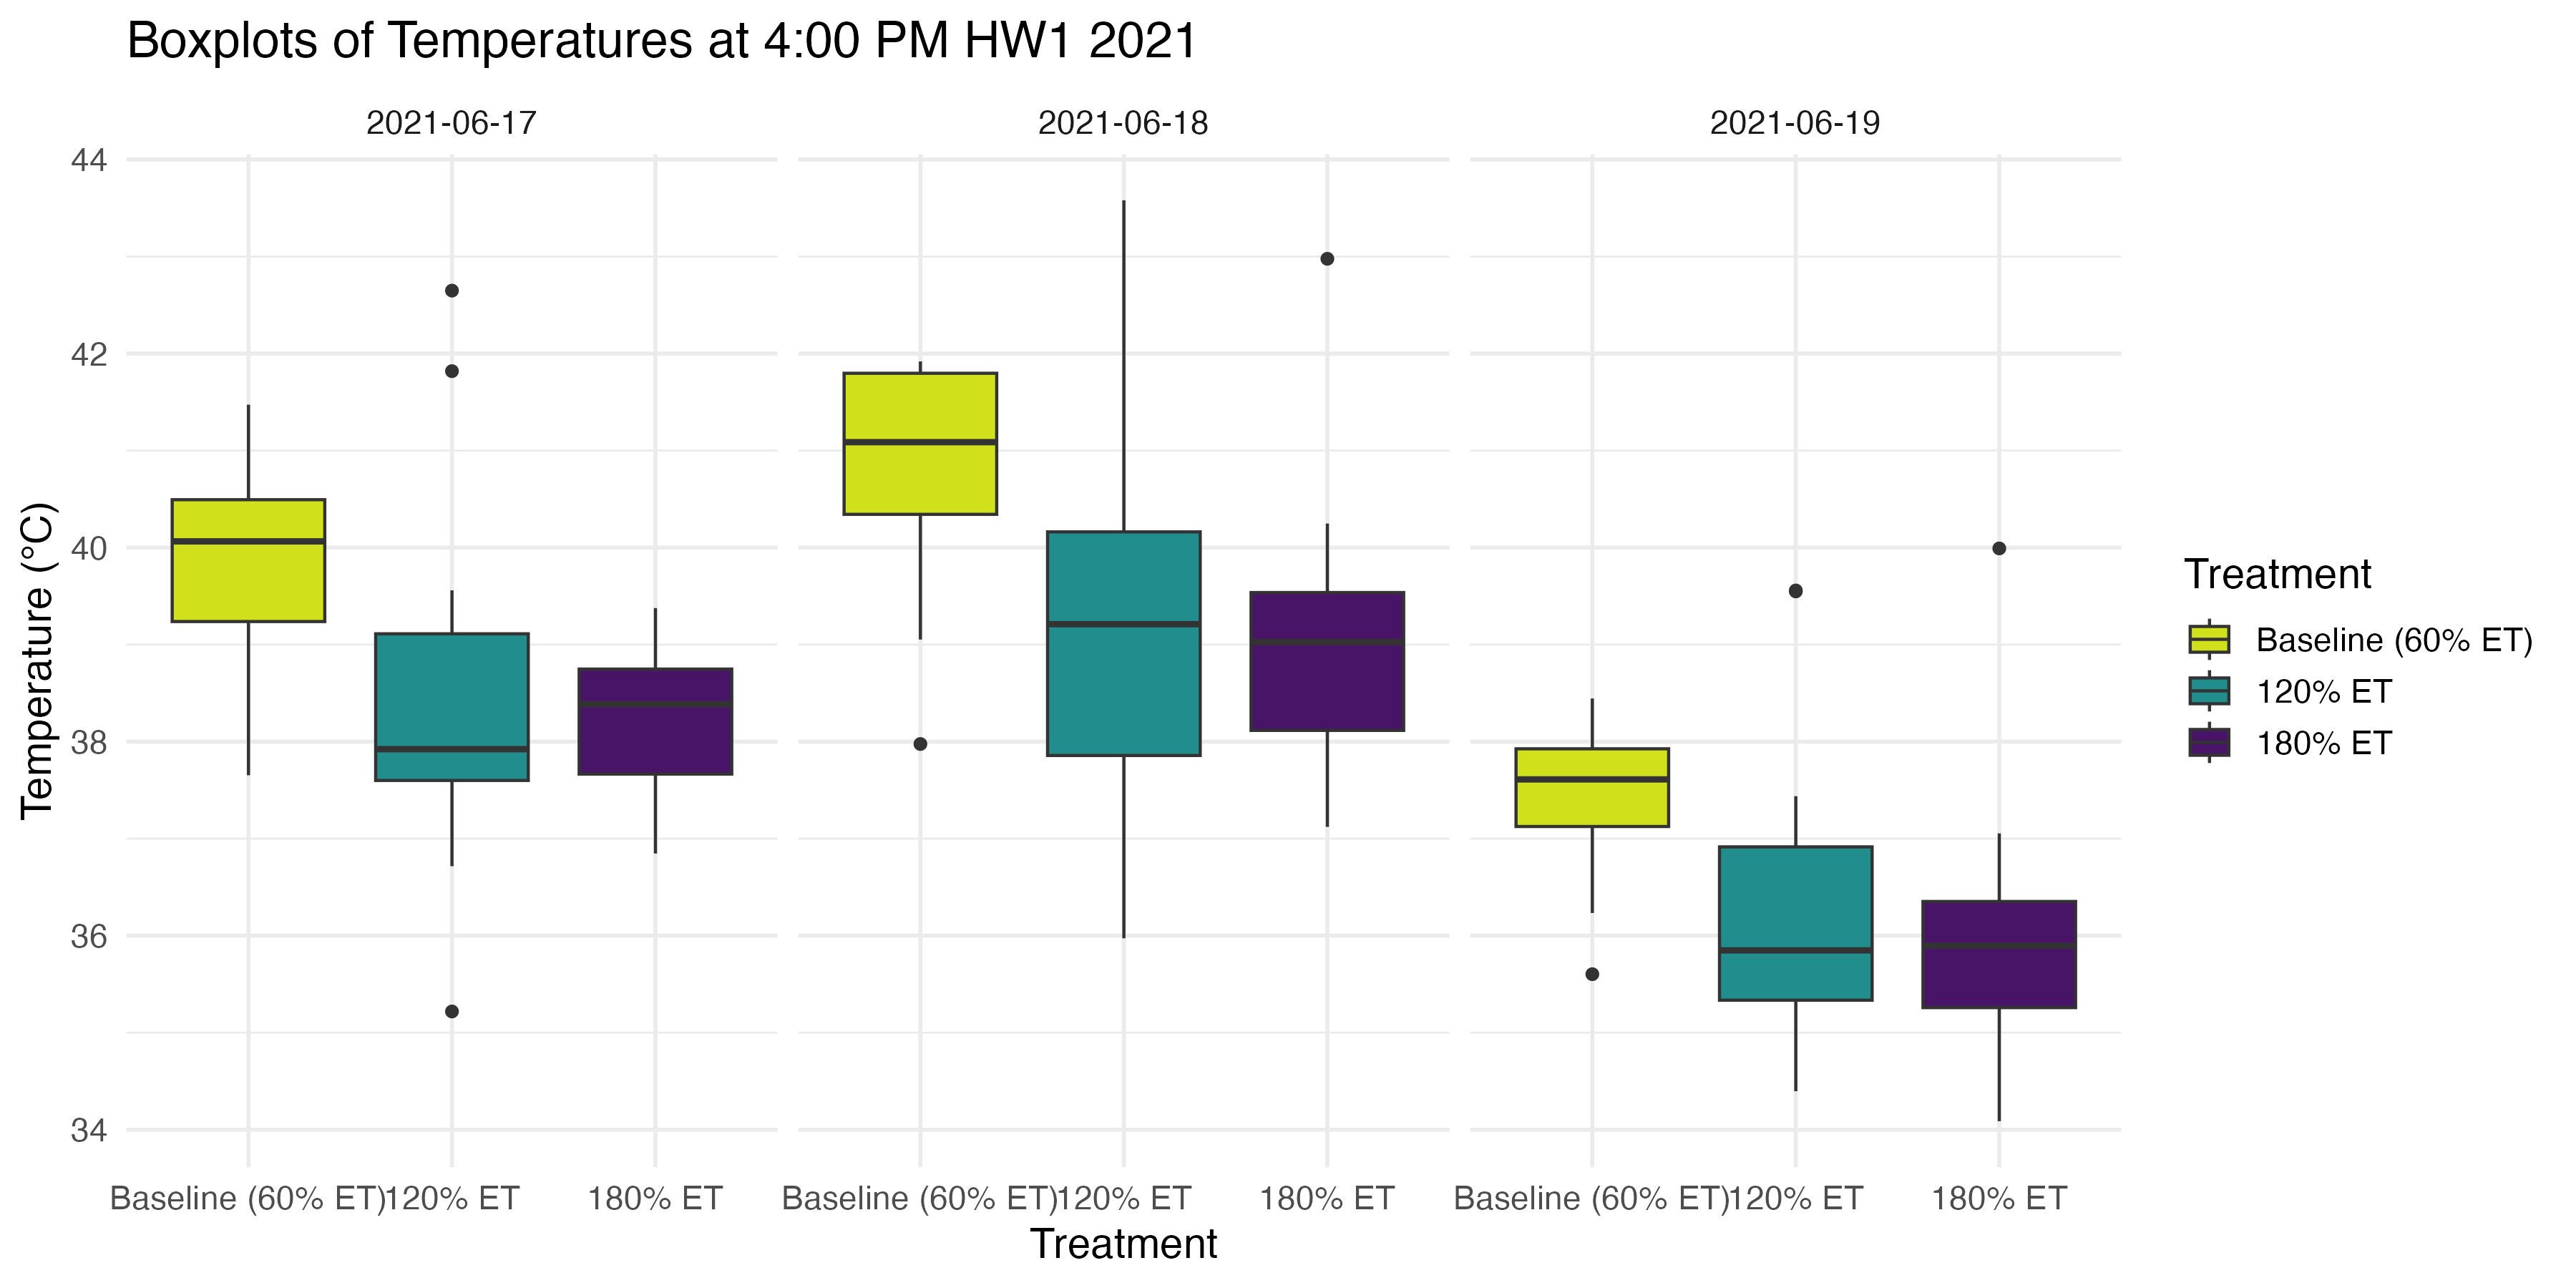 Boxplots of Temperatures at 4:00 PM HW1 2021
2021-06-17 2021-06-18 2021-06-19
44
42
40
38
36
34
Temperature (°C)
Baseline (60% ET) 120% ET 180% ET Baseline (60% ET) 120% ET 180% ET Baseline (60% ET) 120% ET 180% ET
Treatment
Treatment
Baseline (60% ET)
120% ET
180% ET